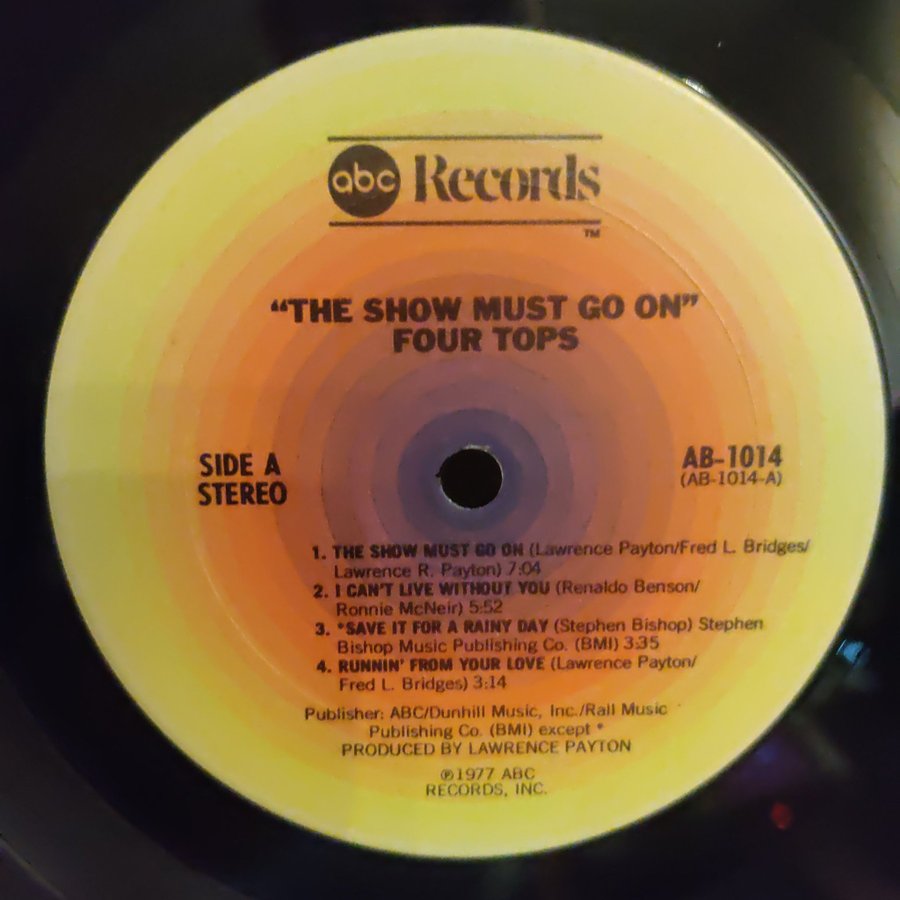 abc Records
TM
"THE SHOW MUST GO ON"
FOUR TOPS
SIDE A
STEREO
AB-1014
(AB-1014-A)
1. THE SHOW MUST GO ON (Lawrence Payton/Fred L. Bridges/
Lawrence R. Payton) 7:04
2. I CAN'T LIVE WITHOUT YOU (Renaldo Benson/
Ronnie McNeir) 5:52
3. *SAVE IT FOR A RAINY DAY (Stephen Bishop) Stephen
Bishop Music Publishing Co. (BMI) 3:35
4. RUNNIN' FROM YOUR LOVE (Lawrence Payton/
Fred L. Bridges) 3:14
Publisher: ABC/Dunhill Music, Inc./Rall Music
Publishing Co. (BMI) except *
PRODUCED BY LAWRENCE PAYTON
℗1977 ABC
RECORDS, INC.